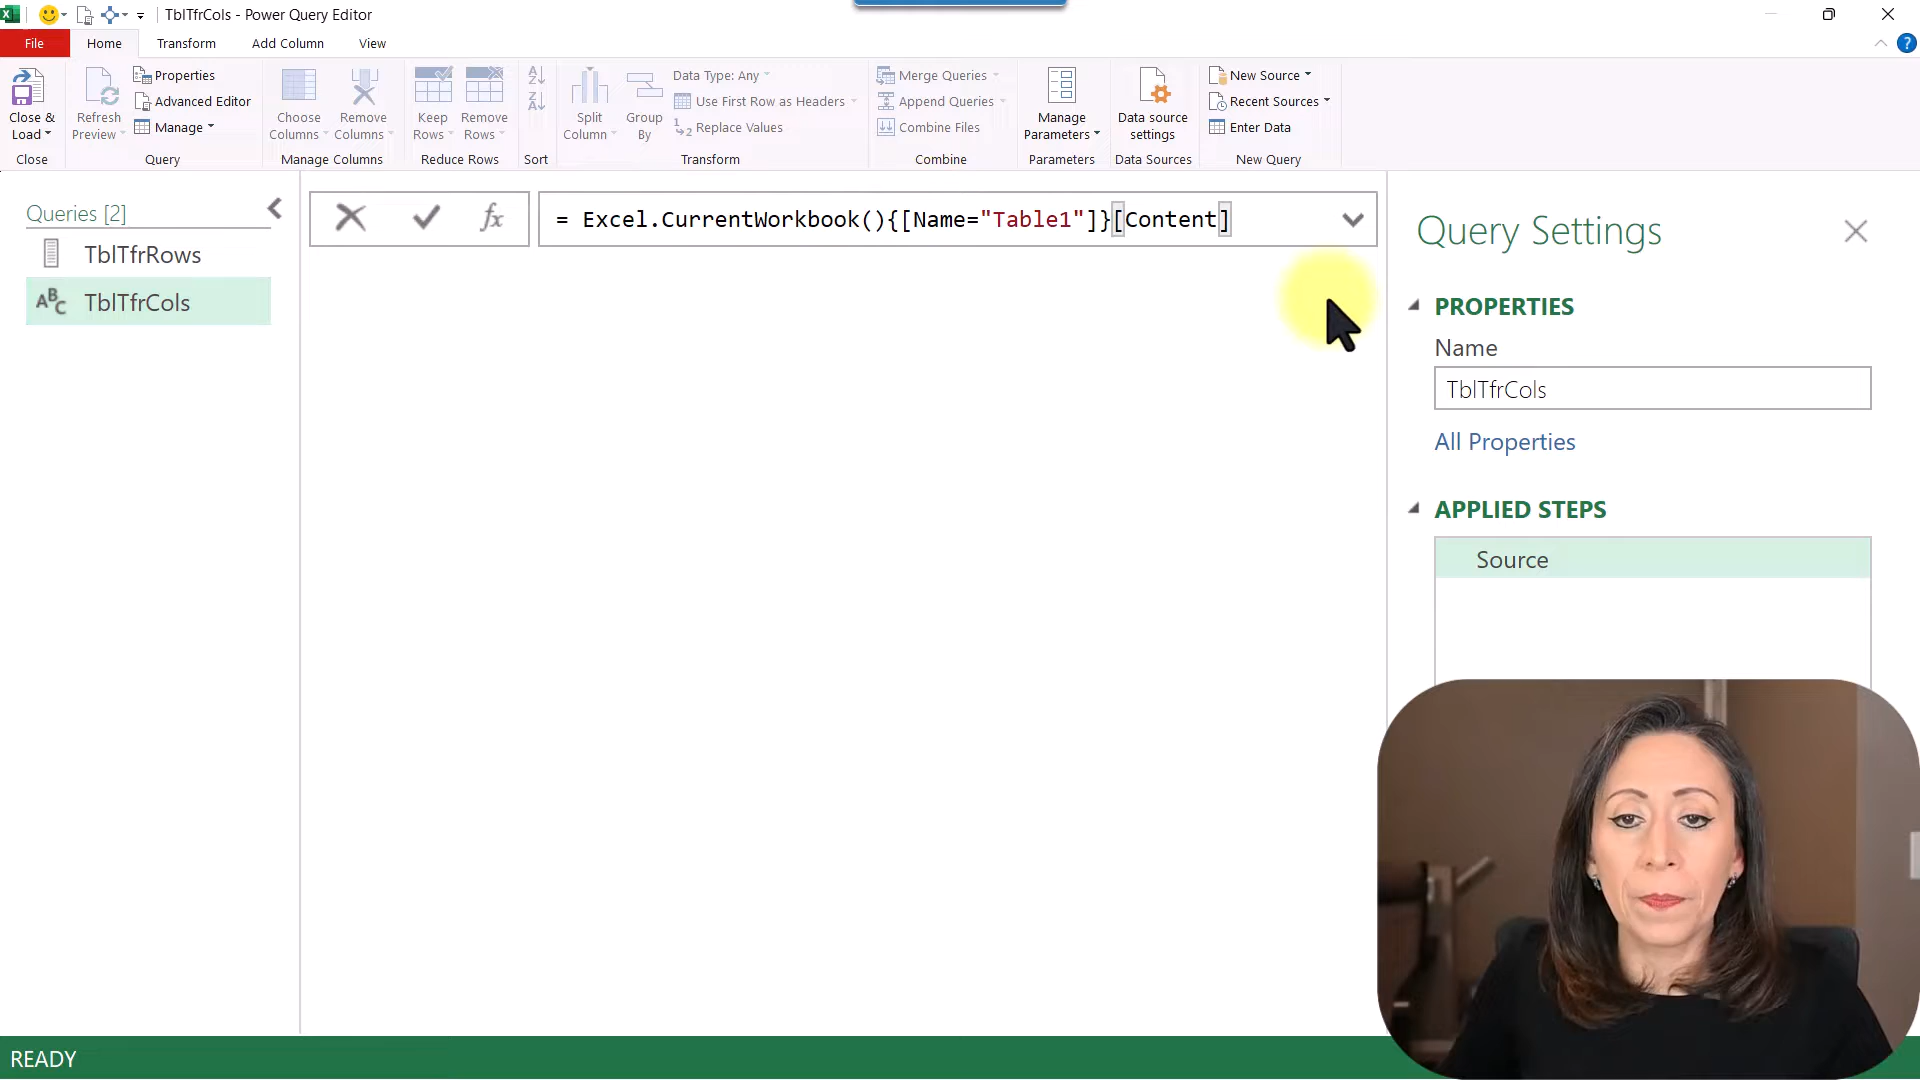 TblTfrCols - Power Query Editor
File Home Transform Add Column View
Close & Load
Close
Refresh Preview
Properties
Advanced Editor
Manage
Query
Choose Columns
Remove Columns
Manage Columns
Keep Rows
Remove Rows
Reduce Rows
Sort
Split Column
Group By
Data Type: Any
Use First Row as Headers
Replace Values
Transform
Merge Queries
Append Queries
Combine Files
Combine
Manage Parameters
Parameters
Data source settings
Data Sources
New Source
Recent Sources
Enter Data
New Query
Queries [2]
TblTfrRows
TblTfrCols
fx
= Excel.CurrentWorkbook(){[Name="Table1"]}[Content]
Query Settings
PROPERTIES
Name
TblTfrCols
All Properties
APPLIED STEPS
Source
READY